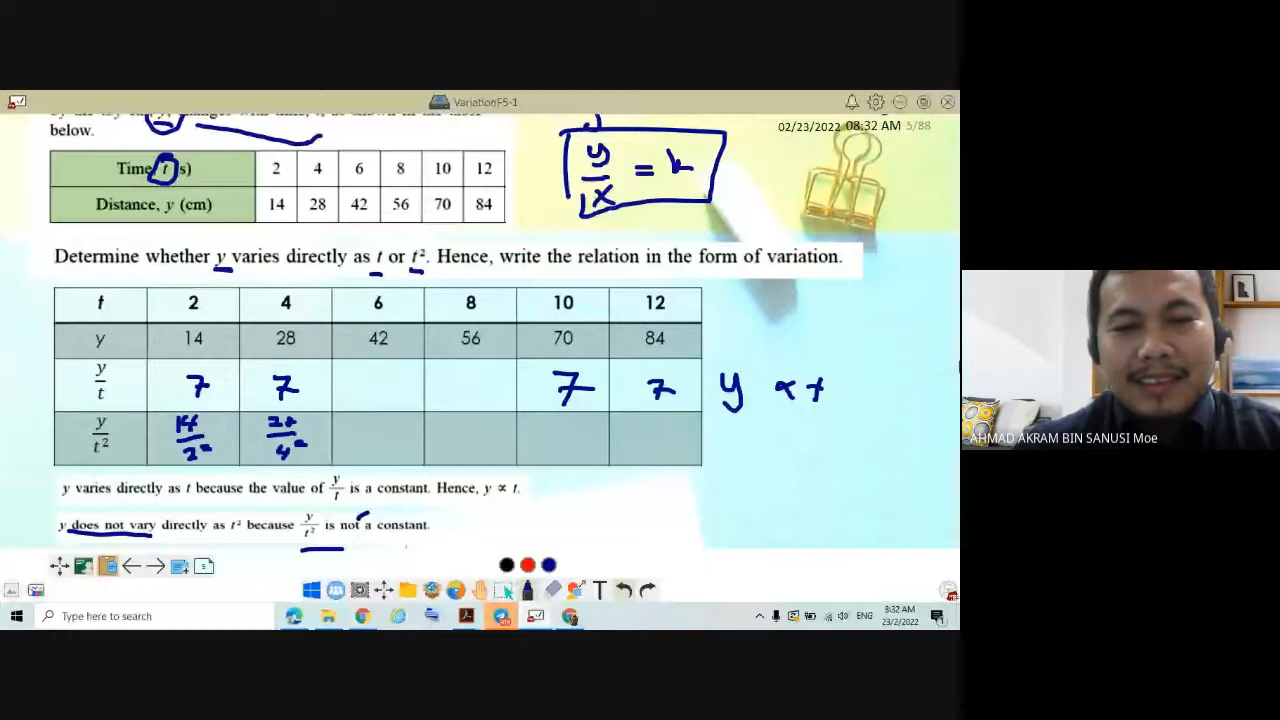 VariationF5-1
02/23/2022 08:32 AM 5/88
below.
Time, t (s) 2 4 6 8 10 12
Distance, y (cm) 14 28 42 56 70 84
y/x = k
Determine whether y varies directly as t or t². Hence, write the relation in the form of variation.
t 2 4 6 8 10 12
y 14 28 42 56 70 84
y/t 7 7 7 7 y ∝ t
y/t² 14/2² 28/4²
y varies directly as t because the value of y/t is a constant. Hence, y ∝ t.
y does not vary directly as t² because y/t² is not a constant.
AHMAD AKRAM BIN SANUSI Moe
T
Type here to search
ENG
8:32 AM
23/2/2022